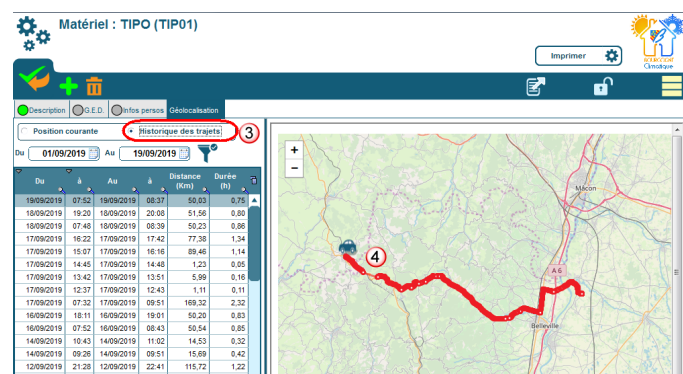 Matériel : TIPO (TIP01)
Imprimer
Climatique
Description G.E.D. Infos persos Géolocalisation
Position courante Historique des trajets 3
Du 01/09/2019 Au 19/09/2019
Du à Au à Distance (Km) Durée (h)
19/09/2019 07:52 19/09/2019 08:37 50,03 0,75
18/09/2019 19:20 18/09/2019 20:08 51,56 0,80
18/09/2019 07:48 18/09/2019 08:39 50,23 0,86
17/09/2019 16:22 17/09/2019 17:42 77,38 1,34
17/09/2019 15:07 17/09/2019 16:16 89,46 1,14
17/09/2019 14:45 17/09/2019 14:48 1,23 0,05
17/09/2019 13:42 17/09/2019 13:51 5,99 0,16
17/09/2019 12:37 17/09/2019 12:43 1,11 0,11
17/09/2019 07:32 17/09/2019 09:51 169,32 2,32
16/09/2019 18:11 16/09/2019 19:01 50,20 0,83
16/09/2019 07:52 16/09/2019 08:43 50,54 0,85
14/09/2019 10:43 14/09/2019 11:02 14,53 0,32
14/09/2019 09:26 14/09/2019 09:51 15,69 0,42
12/09/2019 21:28 12/09/2019 22:41 115,72 1,22
+
−
Mâcon
4
A 6
Belleville